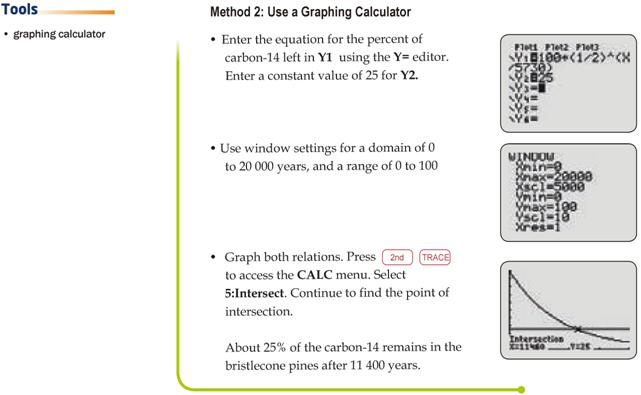 Tools
• graphing calculator
Method 2: Use a Graphing Calculator
• Enter the equation for the percent of
carbon-14 left in Y1 using the Y= editor.
Enter a constant value of 25 for Y2.
Plot1 Plot2 Plot3
\Y1=100*(1/2)^(X
/5730)
\Y2=25
\Y3=
\Y4=
\Y5=
\Y6=
• Use window settings for a domain of 0
to 20 000 years, and a range of 0 to 100
WINDOW
Xmin=0
Xmax=20000
Xscl=5000
Ymin=0
Ymax=100
Yscl=10
Xres=1
• Graph both relations. Press 2nd TRACE
to access the CALC menu. Select
5:Intersect. Continue to find the point of
intersection.
Intersection
X=11460 Y=25
About 25% of the carbon-14 remains in the
bristlecone pines after 11 400 years.